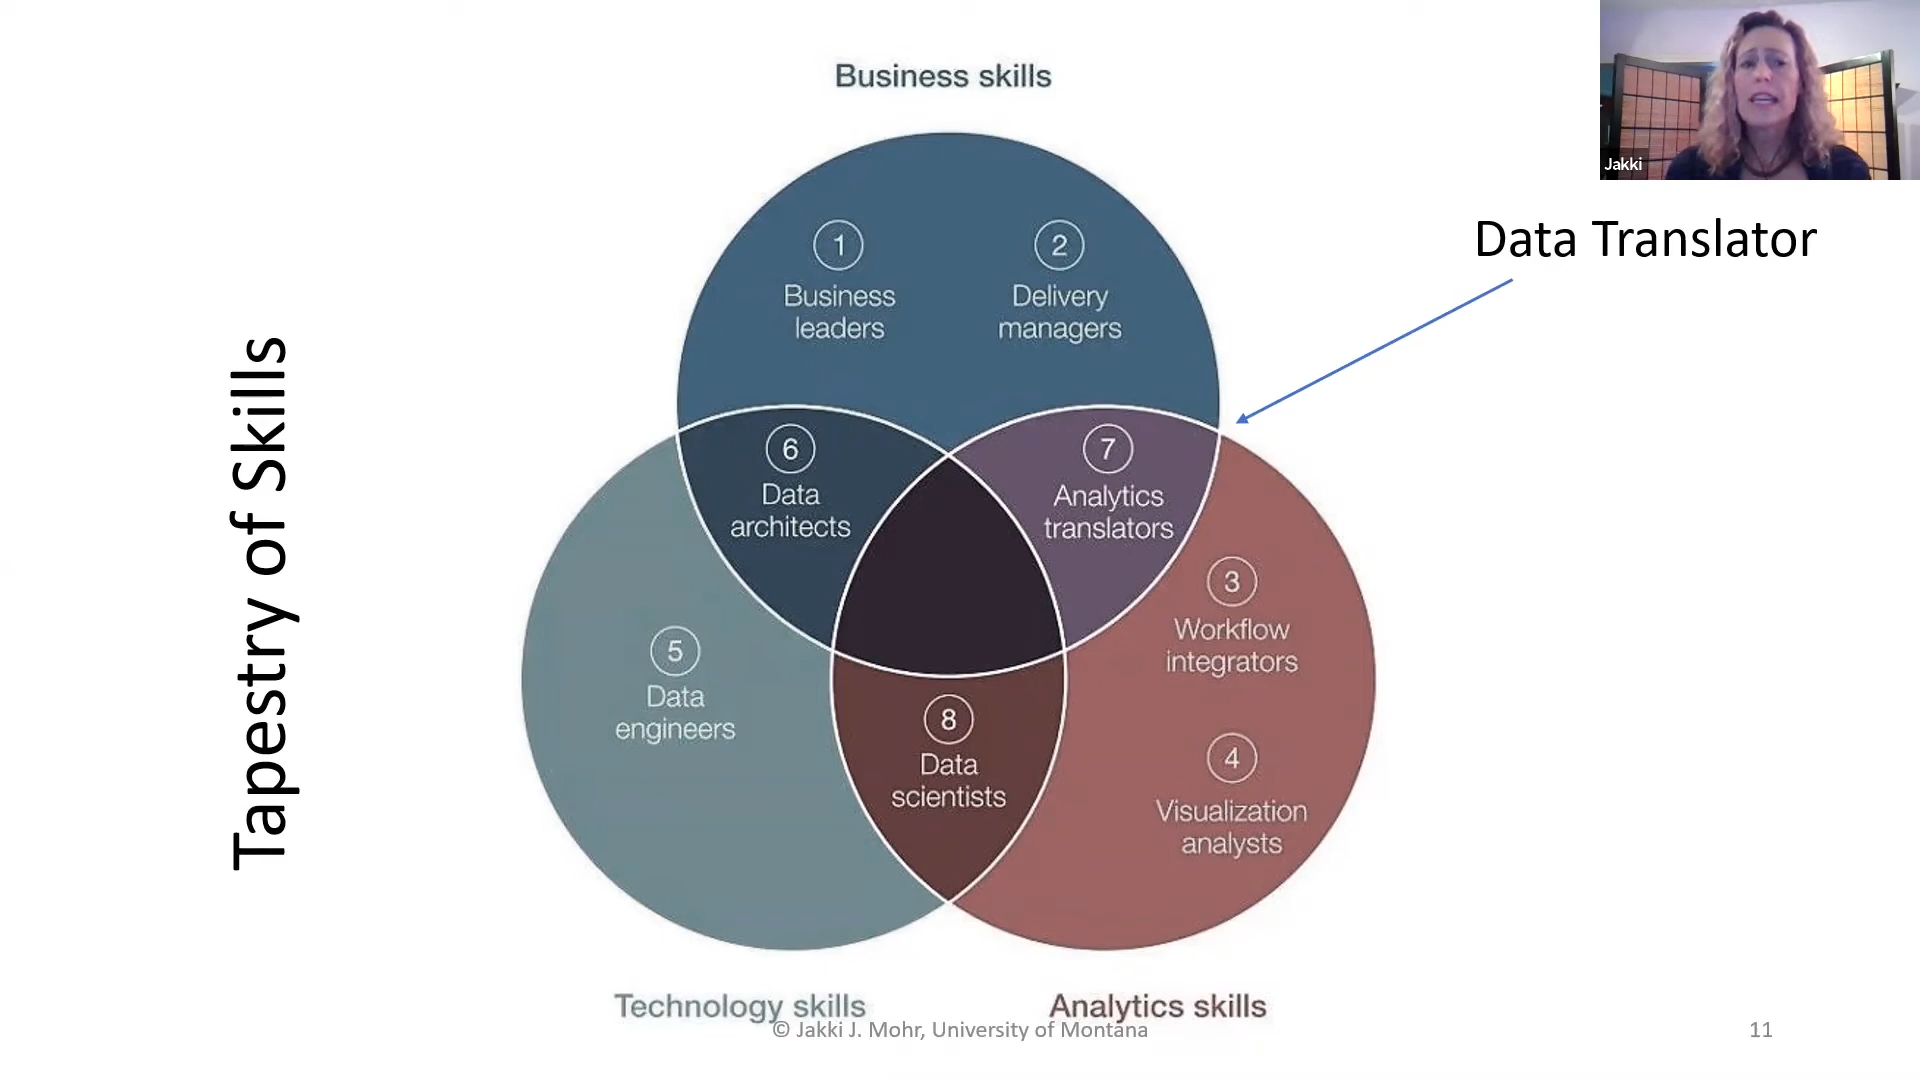 Business skills
Jakki
Data Translator
Tapestry of Skills
1
Business
leaders
2
Delivery
managers
6
Data
architects
7
Analytics
translators
3
Workflow
integrators
5
Data
engineers
8
Data
scientists
4
Visualization
analysts
Technology skills
Analytics skills
© Jakki J. Mohr, University of Montana
11